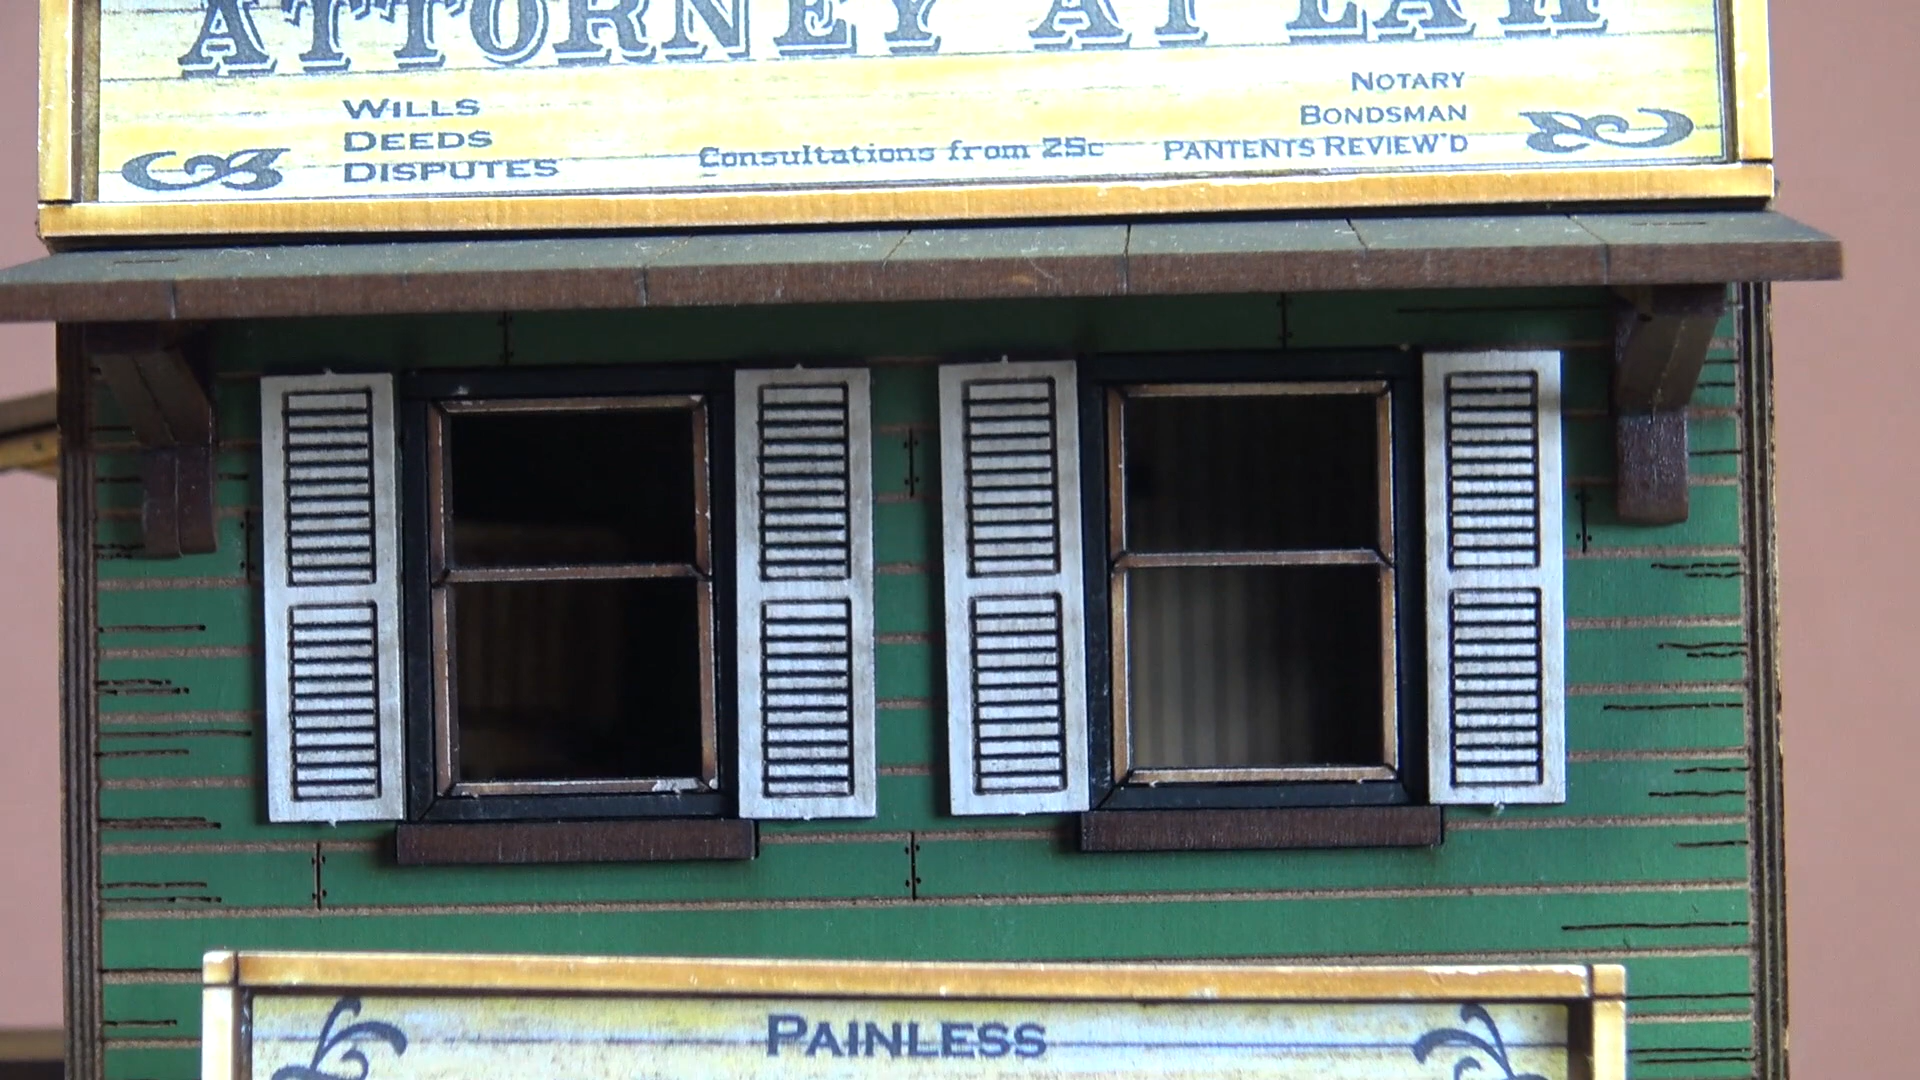 ATTORNEY AT LAW
WILLS
DEEDS
DISPUTES
Consultations from 25c
NOTARY
BONDSMAN
PANTENTS REVIEW'D
PAINLESS